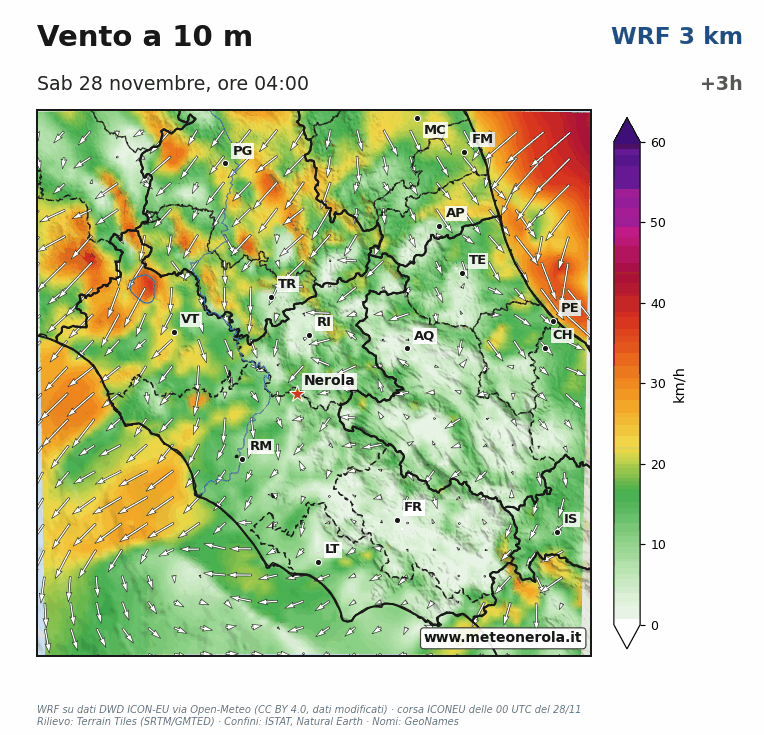 Vento a 10 m
WRF 3 km
Sab 28 novembre, ore 04:00
+3h
MC
FM
PG
AP
TE
TR
PE
VT
RI
AQ
CH
Nerola
RM
FR
IS
LT
www.meteonerola.it
60
50
40
30
20
10
0
km/h
WRF su dati DWD ICON-EU via Open-Meteo (CC BY 4.0, dati modificati) · corsa ICONEU delle 00 UTC del 28/11
Rilievo: Terrain Tiles (SRTM/GMTED) · Confini: ISTAT, Natural Earth · Nomi: GeoNames